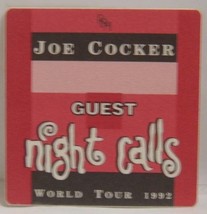 JOE COCKER
GUEST
night calls
WORLD TOUR 1992